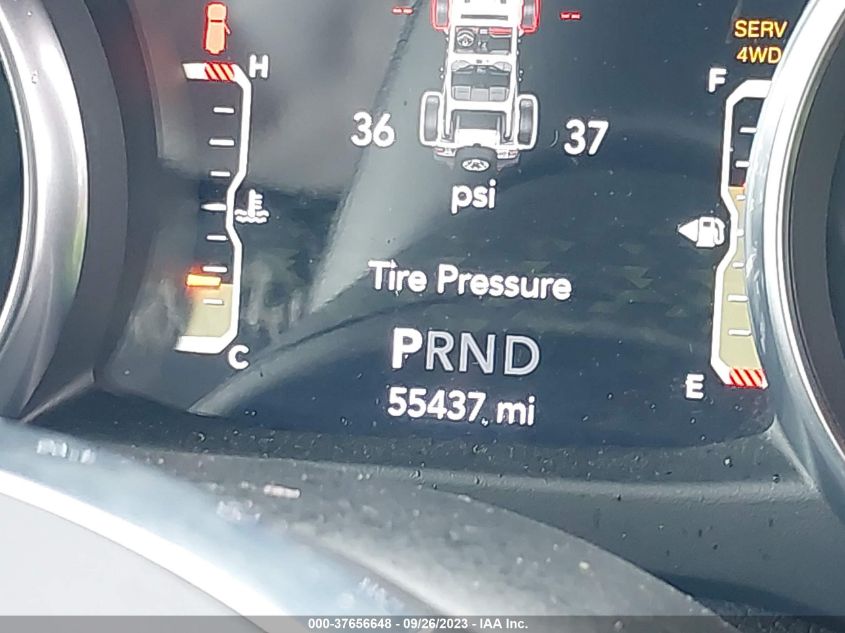 SERV
4WD
H
F
-- --
36 37
psi
Tire Pressure
PRND
C
E
55437 mi
000-37656648 - 09/26/2023 - IAA Inc.